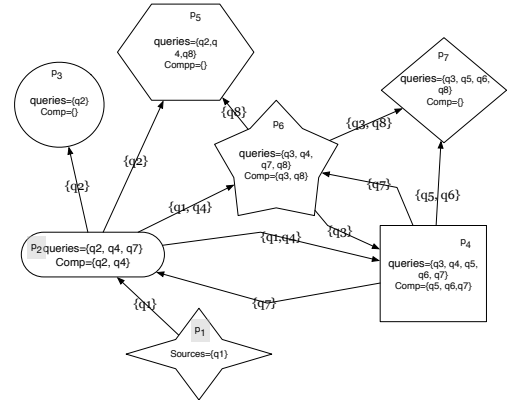 p5
queries={q2,q
4,q8}
Compp={}
p3
queries={q2}
Comp={}
p7
queries={q3, q5, q6,
q8}
Comp={}
p6
queries={q3, q4,
q7, q8}
Comp={q3, q8}
{q8}
{q3, q8}
{q2}
{q2}
{q7}
{q5, q6}
{q1, q4}
{q3}
{q1,q4}
p2 queries={q2, q4, q7}
Comp={q2, q4}
p4
queries={q3, q4, q5,
q6, q7}
Comp={q5, q6,q7}
{q7}
{q1}
p1
Sources={q1}